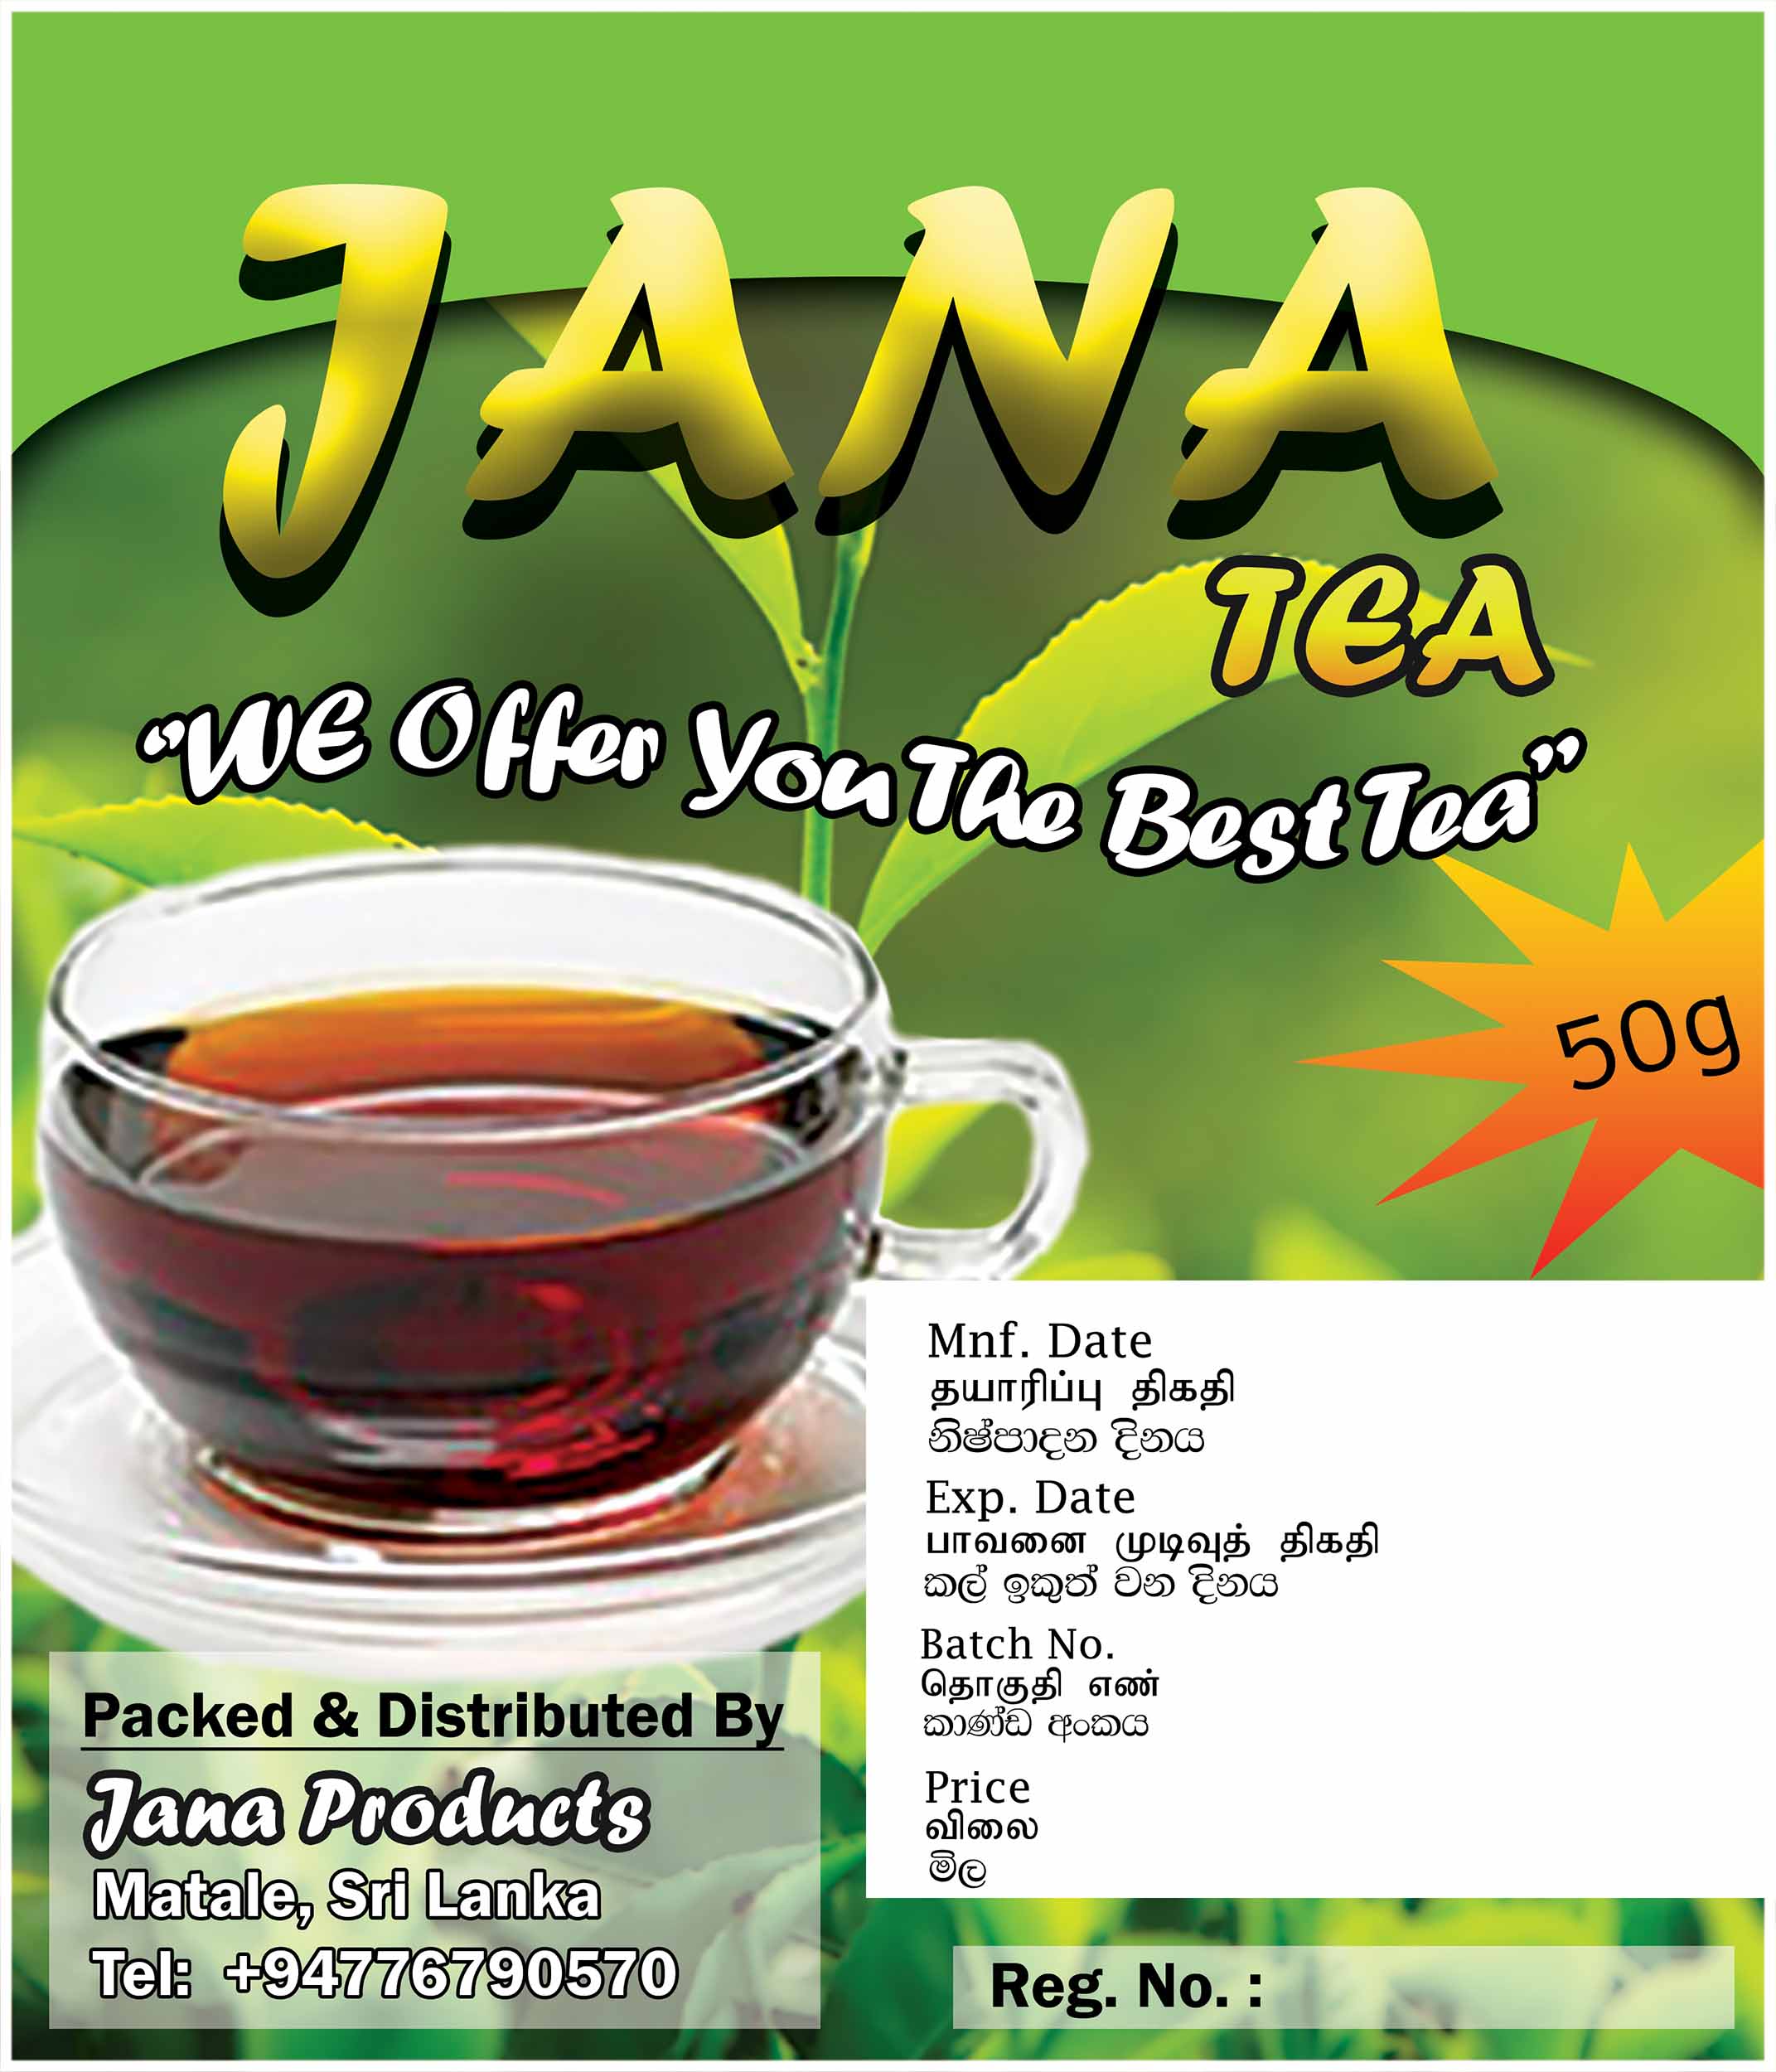 JANA
TEA
“WE Offer You The Best Tea”
50g
Mnf. Date
தயாரிப்பு திகதி
නිෂ්පාදන දිනය
Exp. Date
பாவனை முடிவுத் திகதி
කල් ඉකුත් වන දිනය
Batch No.
தொகுதி எண்
කාණ්ඩ අංකය
Price
விலை
මිල
Packed & Distributed By
Jana Products
Matale, Sri Lanka
Tel: +94776790570
Reg. No. :